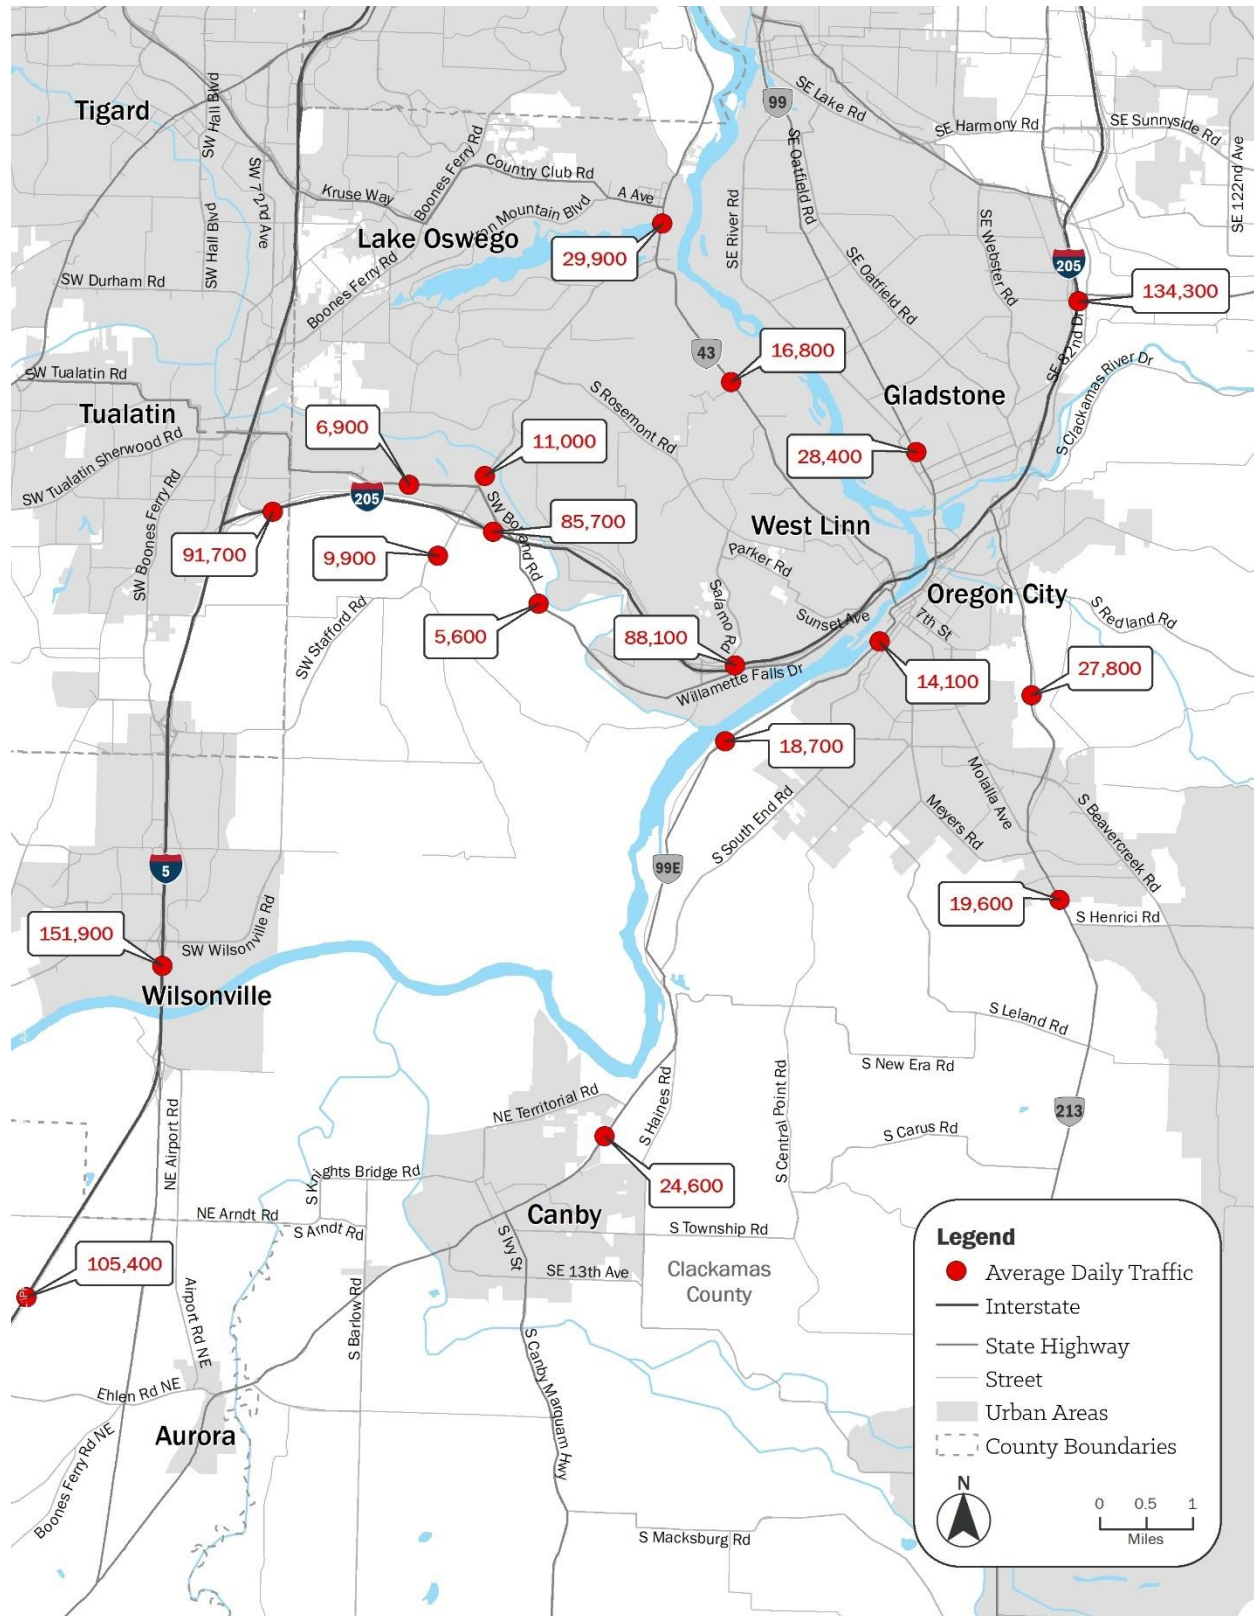 99
SE Lake Rd
SE Harmony Rd
SE Sunnyside Rd
SE 122nd Ave
Tigard
SW Hall Blvd
SW 72nd Ave
SE Oatfield Rd
Country Club Rd
A Ave
Kruse Way
Boones Ferry Rd
Iron Mountain Blvd
Lake Oswego
SE River Rd
SE Webster Rd
SW Hall Blvd
29,900
SE Oatfield Rd
205
134,300
SW Durham Rd
Boones Ferry Rd
SE 82nd Dr
43
16,800
SW Tualatin Rd
S Clackamas River Dr
Gladstone
Tualatin
S Rosemont Rd
6,900
11,000
28,400
SW Tualatin Sherwood Rd
SW Boones Ferry Rd
205
SW Borland Rd
85,700
West Linn
91,700
9,900
Parker Rd
Salamo Rd
Oregon City
SW Stafford Rd
5,600
88,100
Sunset Ave
7th St
S Redland Rd
Willamette Falls Dr
14,100
27,800
18,700
Molalla Ave
Meyers Rd
S South End Rd
S Beavercreek Rd
5
99E
19,600
S Henrici Rd
151,900
SW Wilsonville Rd
Wilsonville
S Leland Rd
S New Era Rd
NE Territorial Rd
S Haines Rd
S Central Point Rd
213
NE Airport Rd
S Carus Rd
S Knights Bridge Rd
24,600
NE Arndt Rd
S Arndt Rd
Canby
S Township Rd
S Ivy St
105,400
SE 13th Ave
Clackamas
County
Airport Rd NE
S Barlow Rd
S Canby Marquam Hwy
Ehlen Rd NE
Aurora
Boones Ferry Rd NE
S Macksburg Rd
Legend
Average Daily Traffic
Interstate
State Highway
Street
Urban Areas
County Boundaries
N
0 0.5 1
Miles